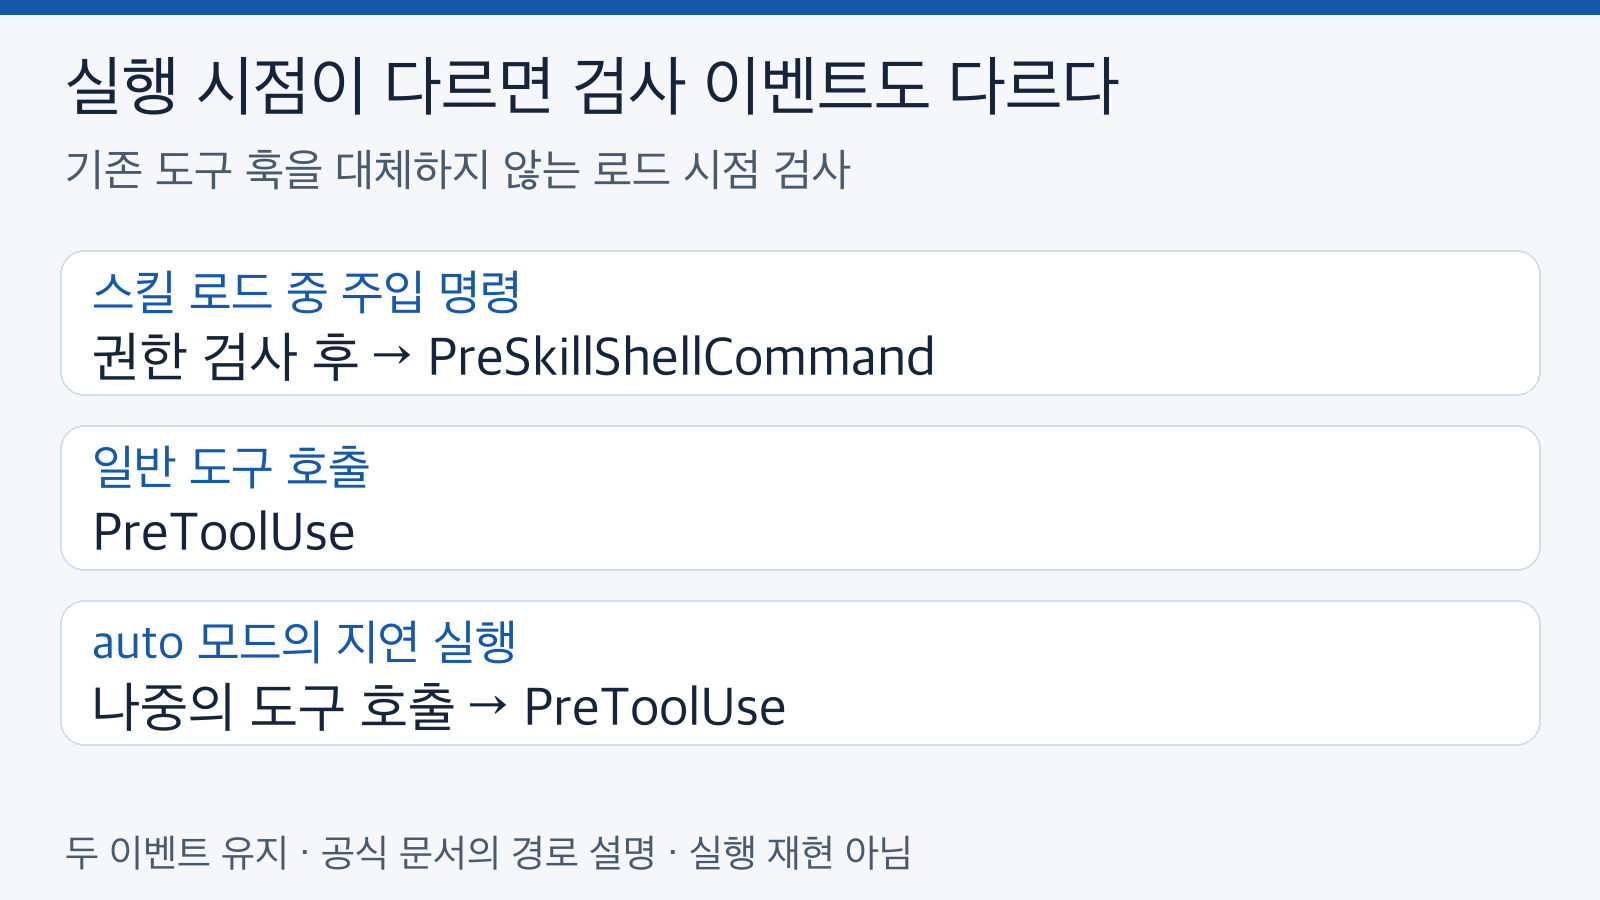 실행 시점이 다르면 검사 이벤트도 다르다
기존 도구 훅을 대체하지 않는 로드 시점 검사
스킬 로드 중 주입 명령
권한 검사 후 → PreSkillShellCommand
일반 도구 호출
PreToolUse
auto 모드의 지연 실행
나중의 도구 호출 → PreToolUse
두 이벤트 유지 · 공식 문서의 경로 설명 · 실행 재현 아님